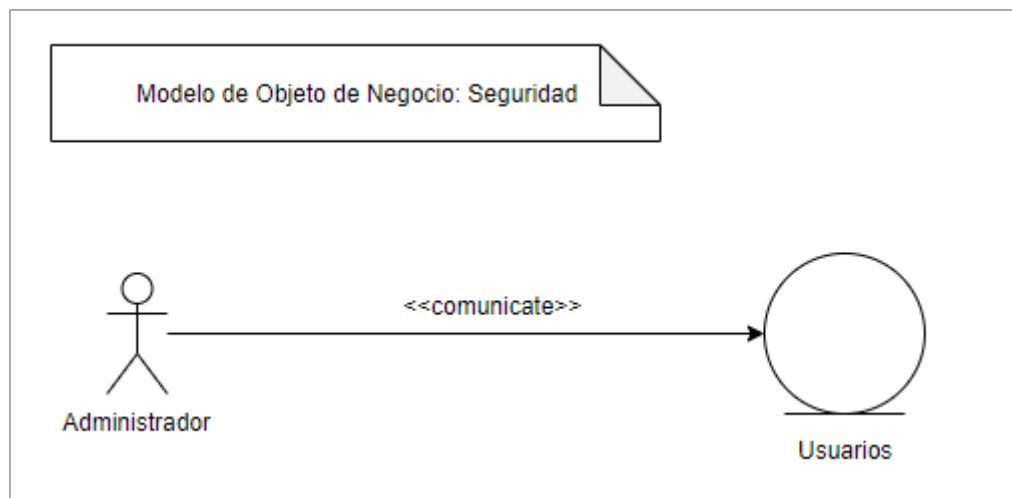 Modelo de Objeto de Negocio: Seguridad
<<comunicate>>
Administrador
Usuarios